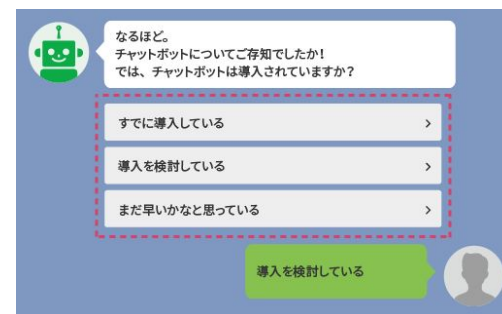 なるほど。
チャットボットについてご存知でしたか!
では、チャットボットは導入されていますか?
すでに導入している
導入を検討している
まだ早いかなと思っている
導入を検討している